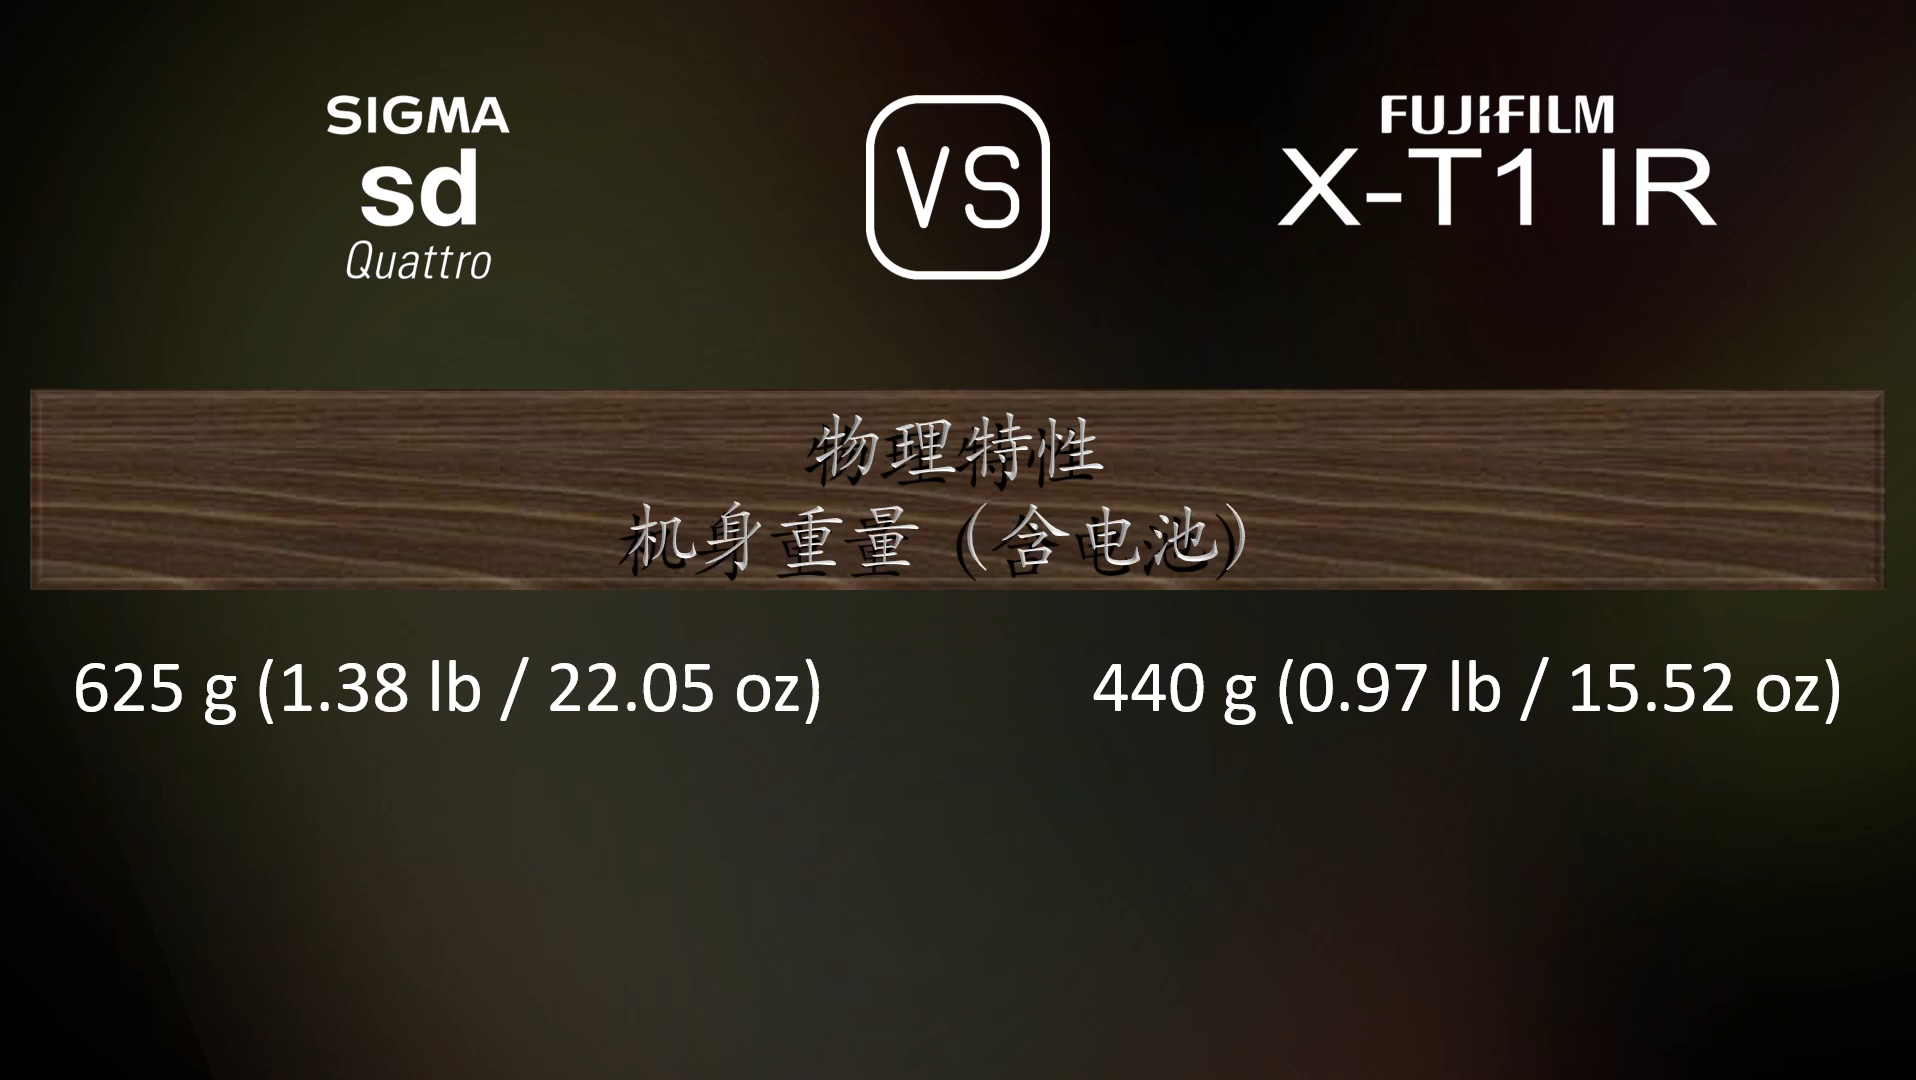 SIGMA
sd
Quattro
VS
FUJIFILM
X-T1 IR
物理特性
机身重量（含电池）
625 g (1.38 lb / 22.05 oz)
440 g (0.97 lb / 15.52 oz)